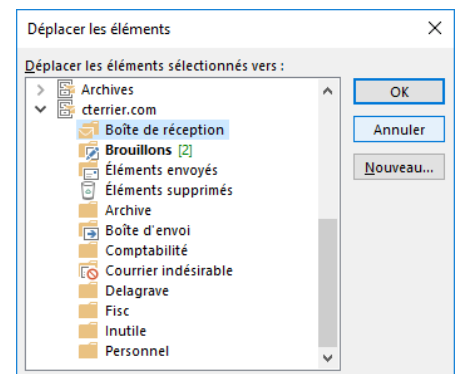 Déplacer les éléments
Déplacer les éléments sélectionnés vers :
Archives
cterrier.com
Boîte de réception
Brouillons [2]
Éléments envoyés
Éléments supprimés
Archive
Boîte d'envoi
Comptabilité
Courrier indésirable
Delagrave
Fisc
Inutile
Personnel
OK
Annuler
Nouveau...